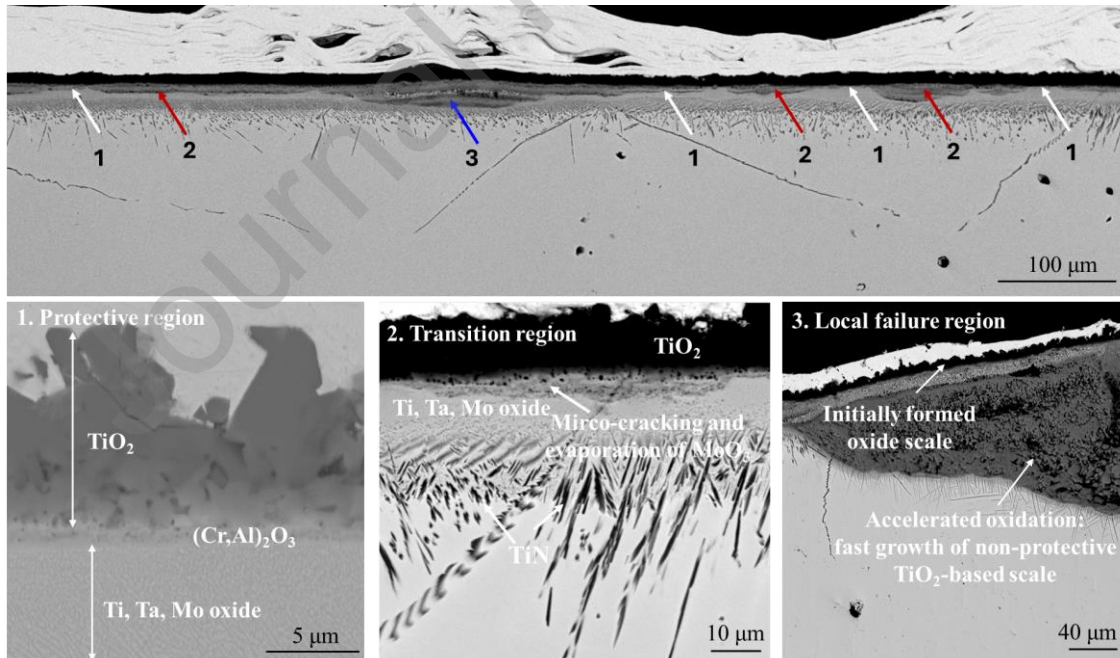 Journal
1
2
3
1
2
1
2
1
100 μm
1. Protective region
TiO2
(Cr,Al)2O3
Ti, Ta, Mo oxide
5 μm
2. Transition region
TiO2
Ti, Ta, Mo oxide
Mirco-cracking and
evaporation of MoO3
TiN
10 μm
3. Local failure region
Initially formed
oxide scale
Accelerated oxidation:
fast growth of non-protective
TiO2-based scale
40 μm